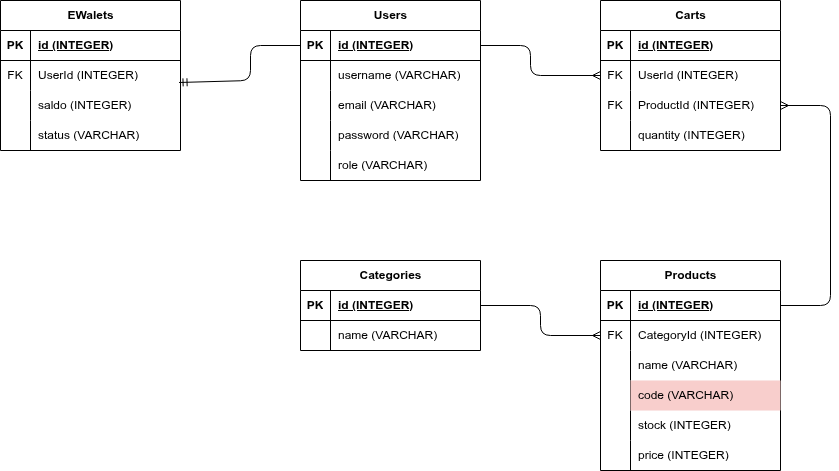 EWalets
PK id (INTEGER)
FK UserId (INTEGER)
saldo (INTEGER)
status (VARCHAR)
Users
PK id (INTEGER)
username (VARCHAR)
email (VARCHAR)
password (VARCHAR)
role (VARCHAR)
Carts
PK id (INTEGER)
FK UserId (INTEGER)
FK ProductId (INTEGER)
quantity (INTEGER)
Categories
PK id (INTEGER)
name (VARCHAR)
Products
PK id (INTEGER)
FK CategoryId (INTEGER)
name (VARCHAR)
code (VARCHAR)
stock (INTEGER)
price (INTEGER)